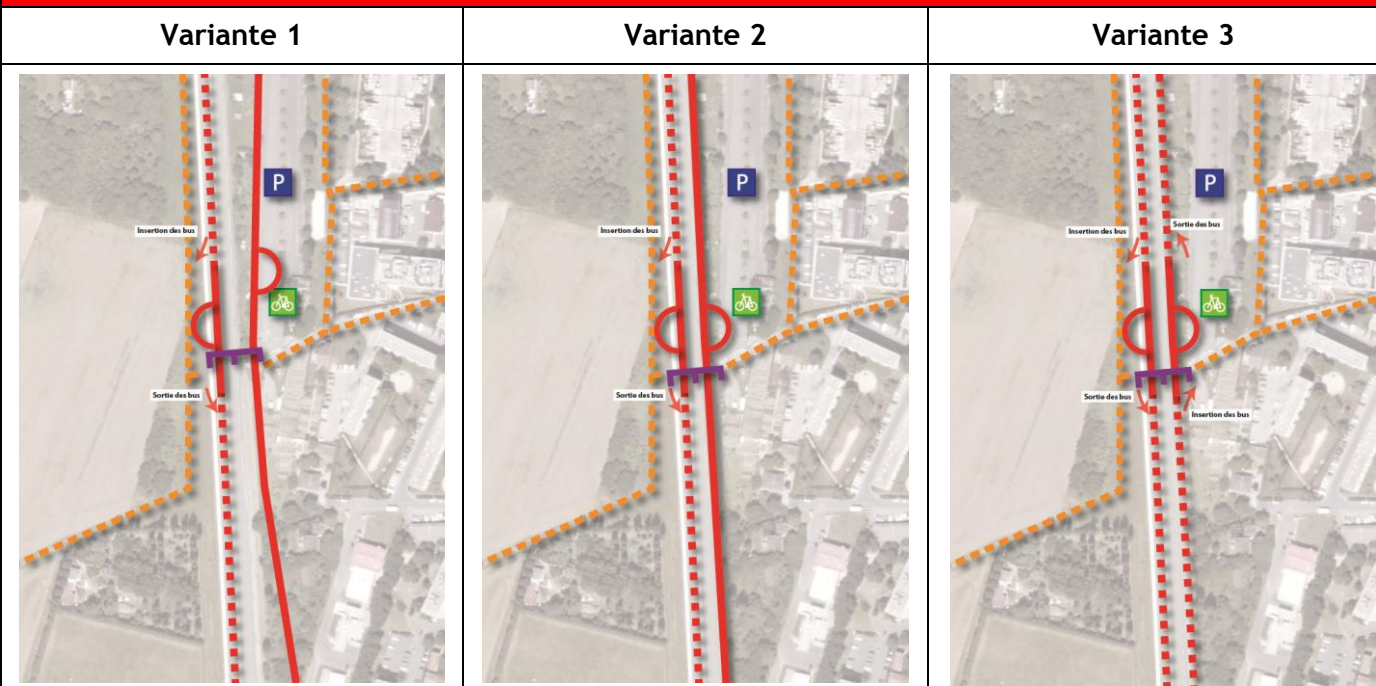 Variante 1
Variante 2
Variante 3
P
Insertion des bus
Sortie des bus
P
Insertion des bus
Sortie des bus
P
Sortie des bus
Insertion des bus
Sortie des bus
Insertion des bus